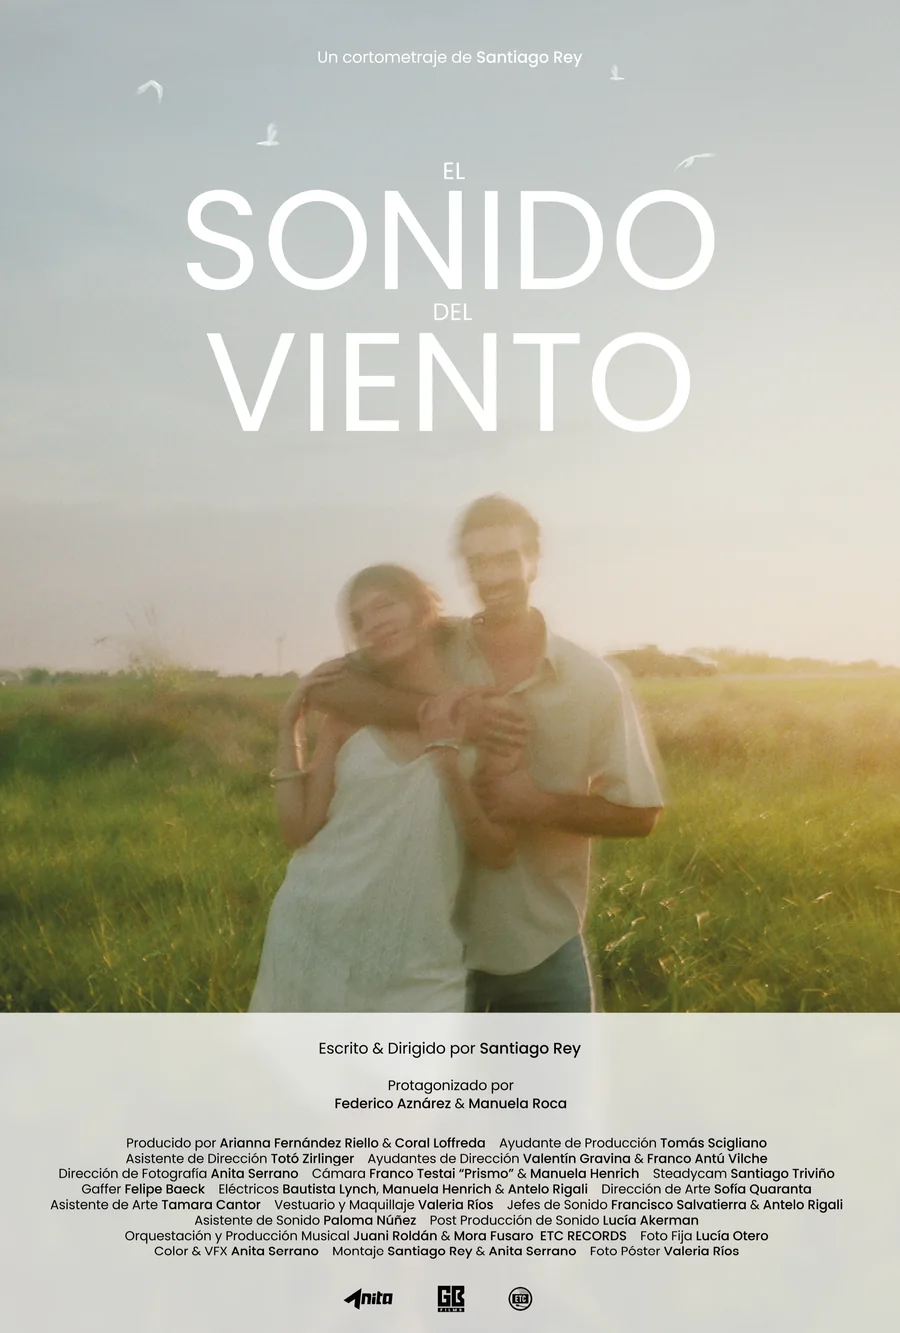 Un cortometraje de Santiago Rey
EL
SONIDO
DEL
VIENTO
Escrito & Dirigido por Santiago Rey
Protagonizado por
Federico Aznárez & Manuela Roca
Producido por Arianna Fernández Riello & Coral Loffreda Ayudante de Producción Tomás Scigliano
Asistente de Dirección Totó Zirlinger Ayudantes de Dirección Valentín Gravina & Franco Antú Vilche
Dirección de Fotografía Anita Serrano Cámara Franco Testai “Prismo” & Manuela Henrich Steadycam Santiago Triviño
Gaffer Felipe Baeck Eléctricos Bautista Lynch, Manuela Henrich & Antelo Rigali Dirección de Arte Sofía Quaranta
Asistente de Arte Tamara Cantor Vestuario y Maquillaje Valeria Ríos Jefes de Sonido Francisco Salvatierra & Antelo Rigali
Asistente de Sonido Paloma Núñez Post Producción de Sonido Lucía Akerman
Orquestación y Producción Musical Juani Roldán & Mora Fusaro ETC RECORDS Foto Fija Lucía Otero
Color & VFX Anita Serrano Montaje Santiago Rey & Anita Serrano Foto Póster Valeria Ríos
Anita GB FILMS ETC